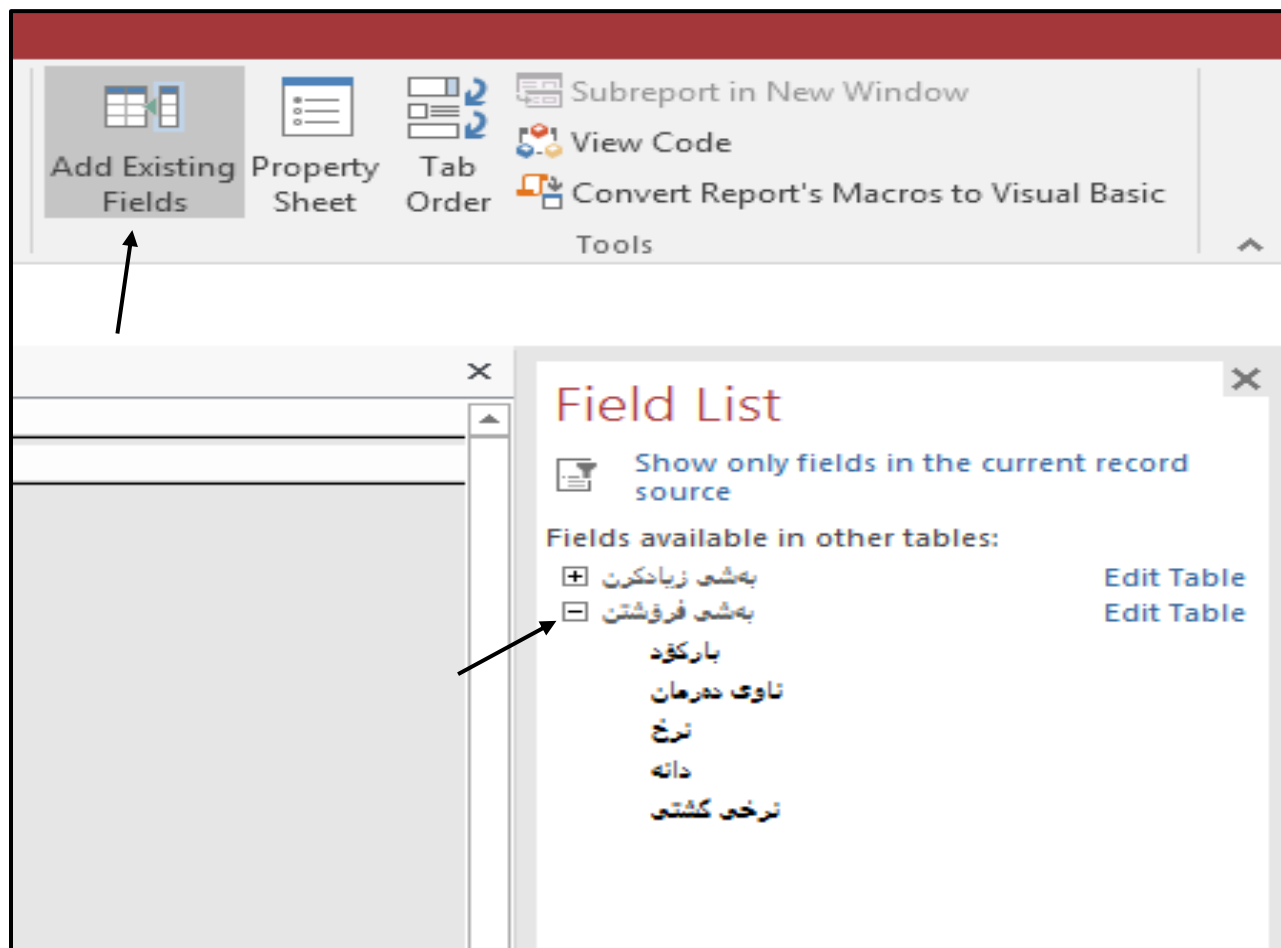 Subreport in New Window
View Code
Convert Report's Macros to Visual Basic
Add Existing
Fields
Property
Sheet
Tab
Order
Tools
Field List
Show only fields in the current record
source
Fields available in other tables:
بەشی زیادکرن Edit Table
بەشی فرۆشتن Edit Table
بارکۆد
ناوی دەرمان
نرخ
دانە
نرخی گشتی